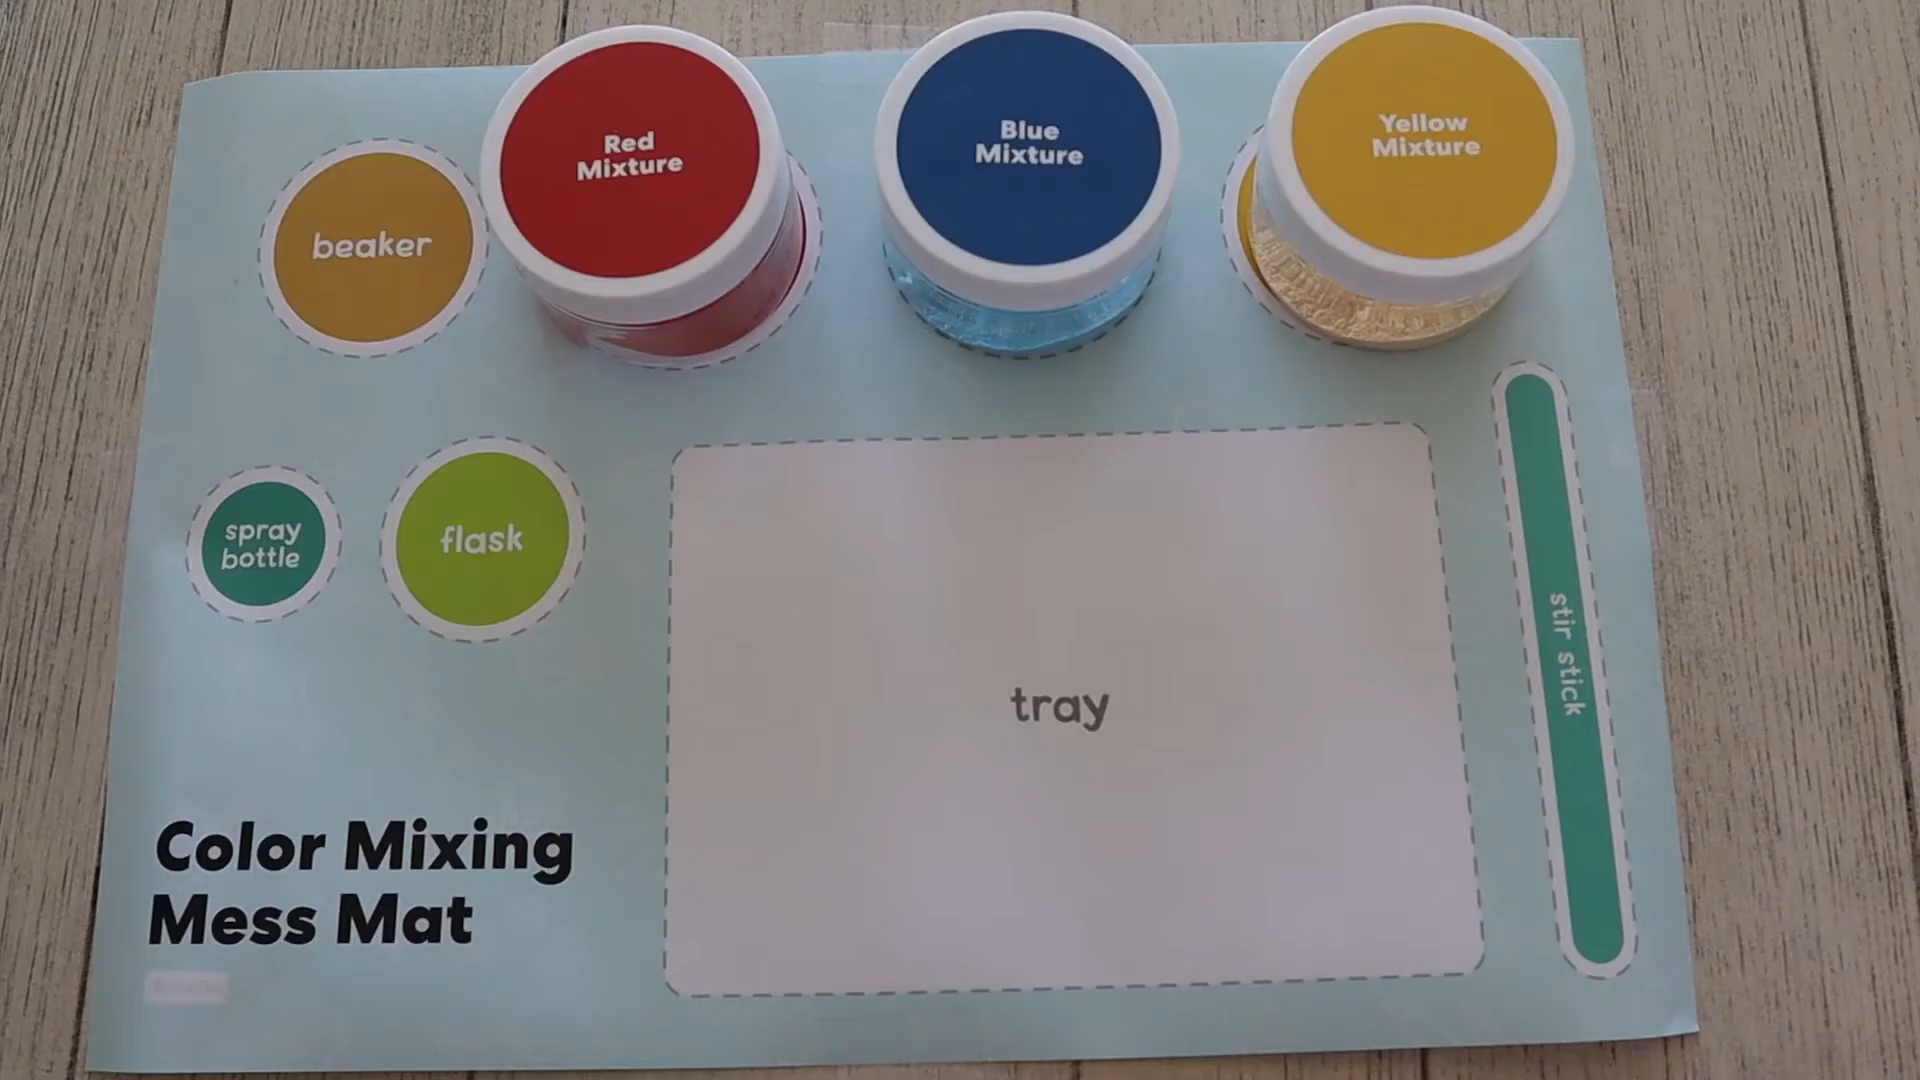 Red
Mixture
Blue
Mixture
Yellow
Mixture
beaker
spray
bottle
flask
tray
stir stick
Color Mixing
Mess Mat